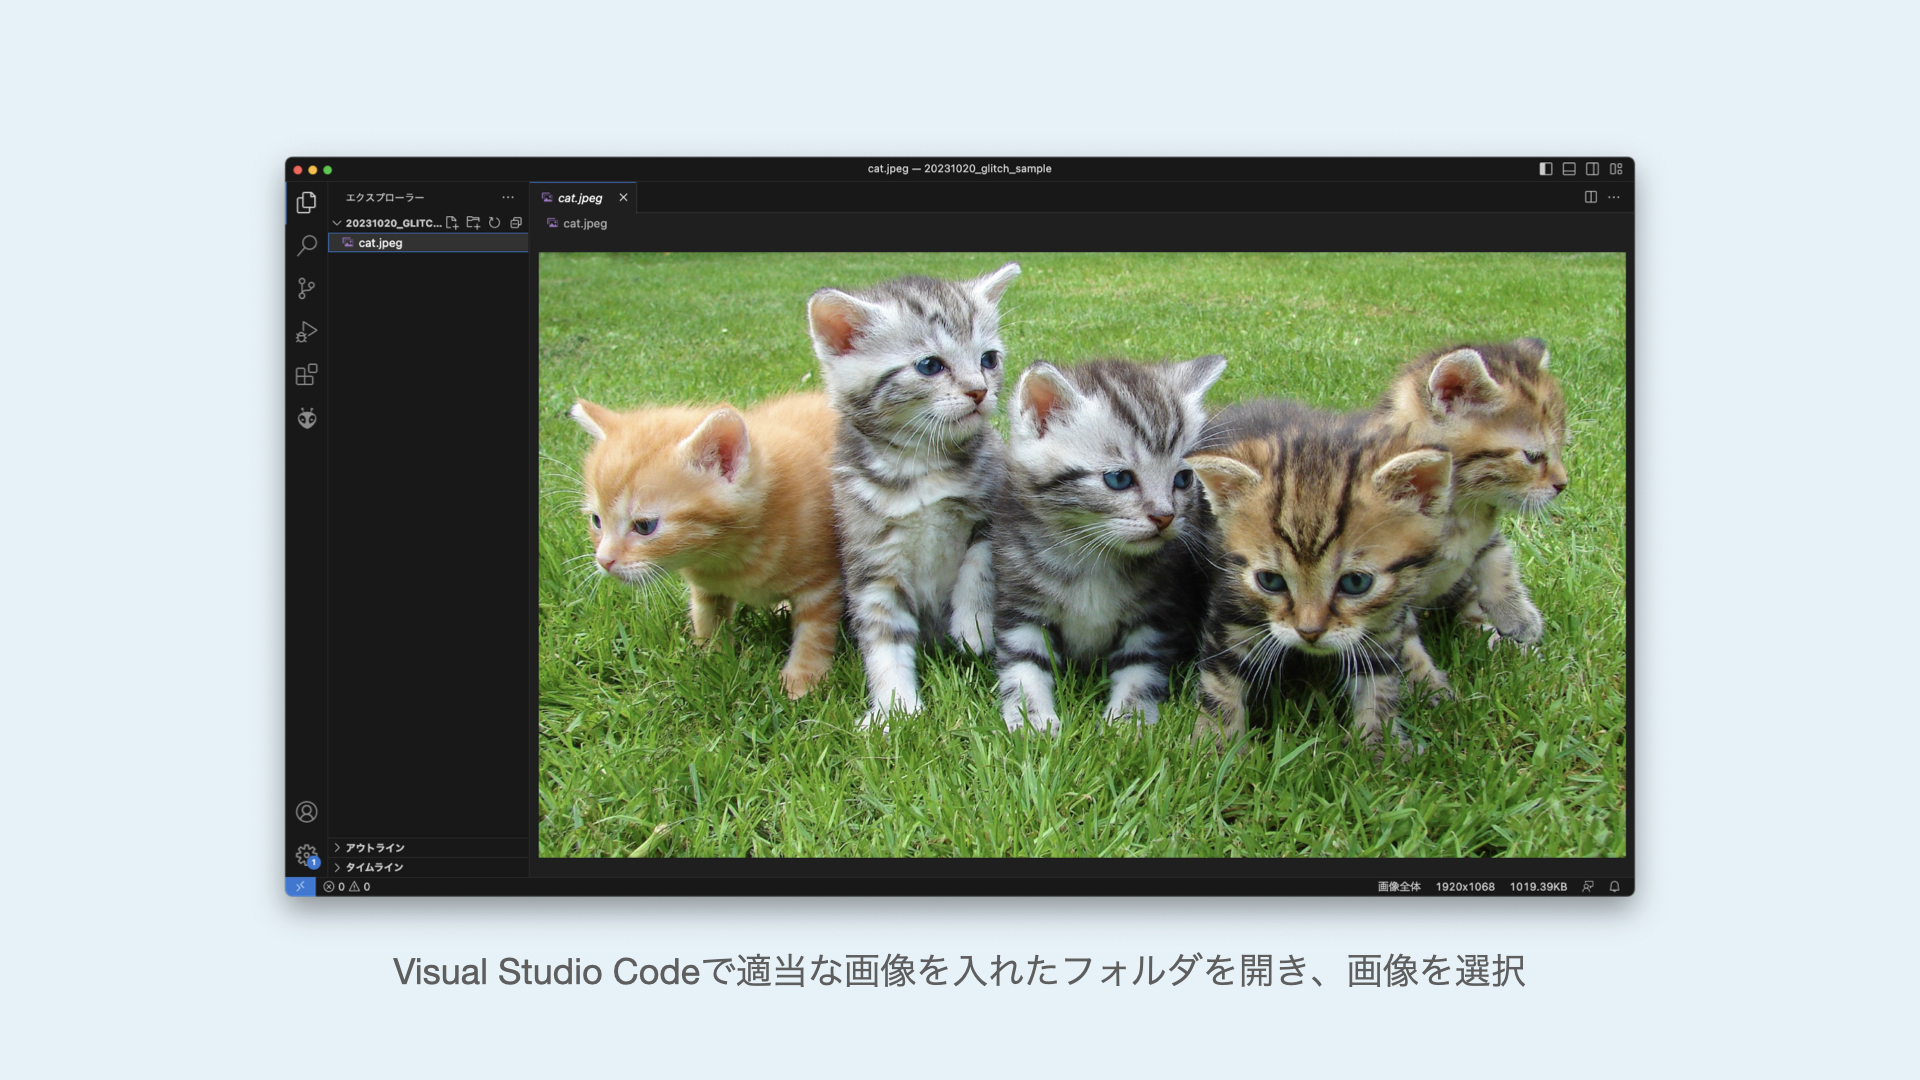 cat.jpeg — 20231020_glitch_sample
エクスプローラー
20231020_GLITC...
cat.jpeg
アウトライン
タイムライン
cat.jpeg
cat.jpeg
1
0 0
画像全体 1920x1068 1019.39KB
Visual Studio Codeで適当な画像を入れたフォルダを開き、画像を選択